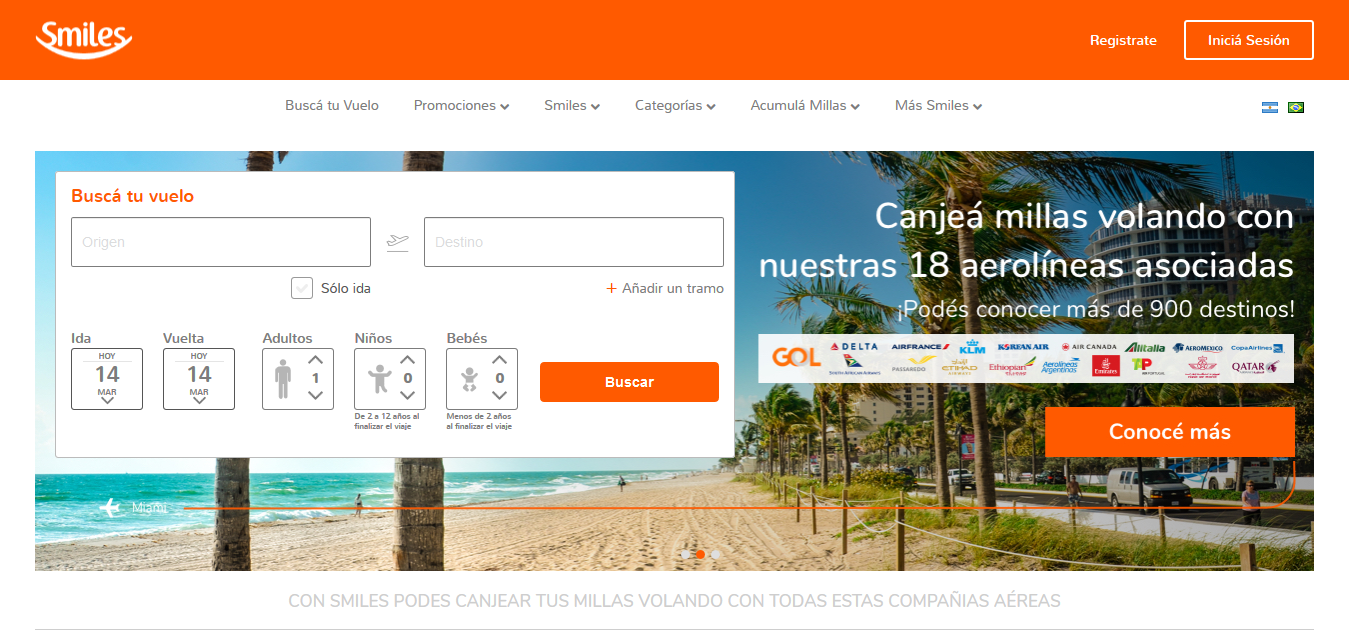 Smiles
Registrate
Iniciá Sesión
Buscá tu Vuelo
Promociones
Smiles
Categorías
Acumulá Millas
Más Smiles
Buscá tu vuelo
Origen
Destino
Sólo ida
+ Añadir un tramo
Ida
Vuelta
Adultos
Niños
Bebés
HOY
14
MAR
HOY
14
MAR
1
0
0
De 2 a 12 años al
finalizar el viaje
Menos de 2 años
al finalizar el viaje
Buscar
Canjeá millas volando con
nuestras 18 aerolíneas asociadas
¡Podés conocer más de 900 destinos!
GOL
DELTA
AIRFRANCE
KLM
KOREAN AIR
AIR CANADA
Alitalia
AEROMEXICO
CopaAirlines
SOUTH AFRICAN AIRWAYS
PASSAREDO
ETIHAD
AIRWAYS
Ethiopian
Aerolíneas
Argentinas
Emirates
TP
AIR PORTUGAL
QATAR
Conocé más
Miami
CON SMILES PODES CANJEAR TUS MILLAS VOLANDO CON TODAS ESTAS COMPAÑIAS AÉREAS